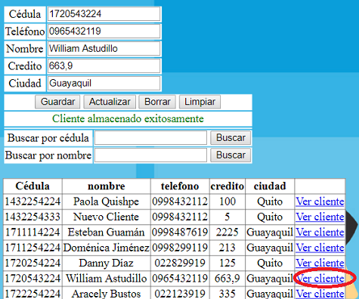 Cédula 1720543224
Teléfono 0965432119
Nombre William Astudillo
Credito 663,9
Ciudad Guayaquil
Guardar Actualizar Borrar Limpiar
Cliente almacenado exitosamente
Buscar por cédula Buscar
Buscar por nombre Buscar
Cédula nombre telefono credito ciudad
1432254224 Paola Quishpe 0998432112 100 Quito Ver cliente
1432254333 Nuevo Cliente 0998432112 5 Quito Ver cliente
1711114224 Esteban Guamán 0998487619 2225 Guayaquil Ver cliente
1711254224 Doménica Jiménez 0998299119 213 Guayaquil Ver cliente
1720254224 Danny Díaz 022829919 125 Quito Ver cliente
1720543224 William Astudillo 0965432119 663,9 Guayaquil Ver cliente
1722254224 Aracely Bustos 022123919 335 Guayaquil Ver cliente